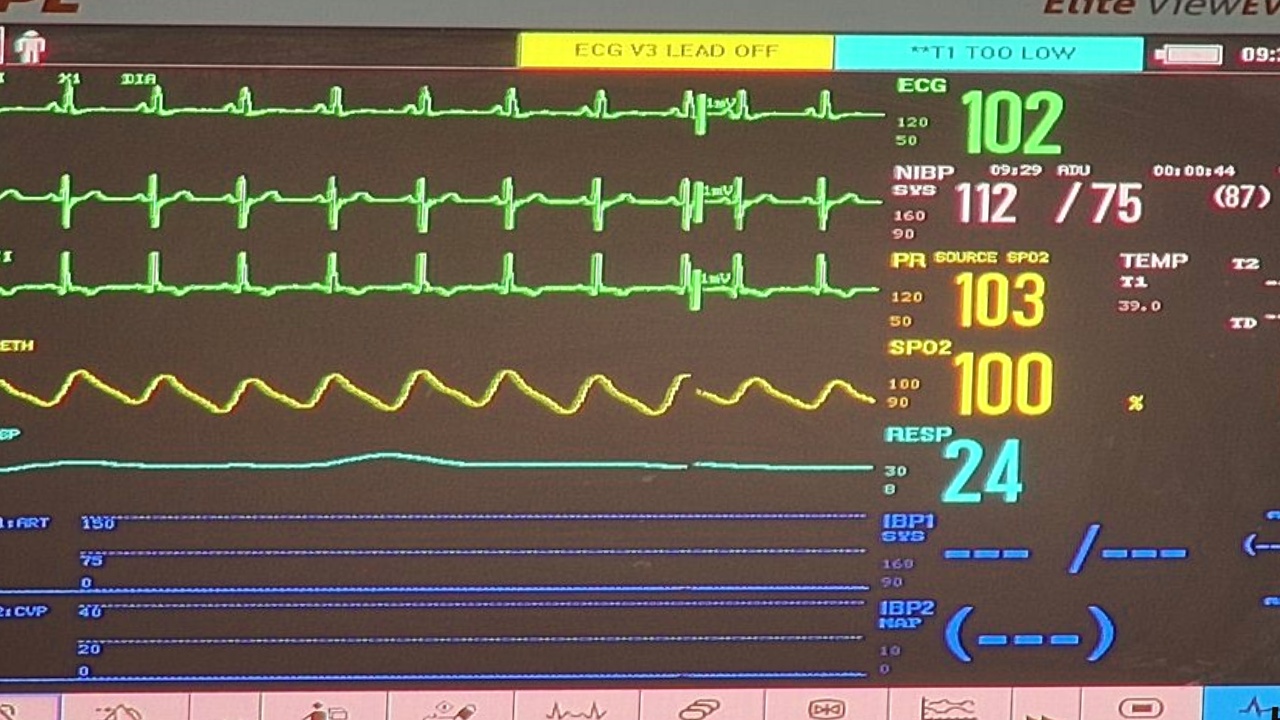 Elite ViewEV
ECG V3 LEAD OFF
**T1 TOO LOW
09:
X1 DIA
1mV
1mV
1mV
ECG
102
120
50
NIBP 09:29 ADU 00:00:44
SYS
112 /75 (87)
160
90
PR SOURCE SPO2
103
120
50
TEMP
T1
39.0
T2
TD
SPO2
100
100
90
%
ETH
RESP
24
30
8
ART
150
75
0
IBP1
SYS
--- /---
160
90
2:CVP
40
20
0
IBP2
MAP
(---)
10
0